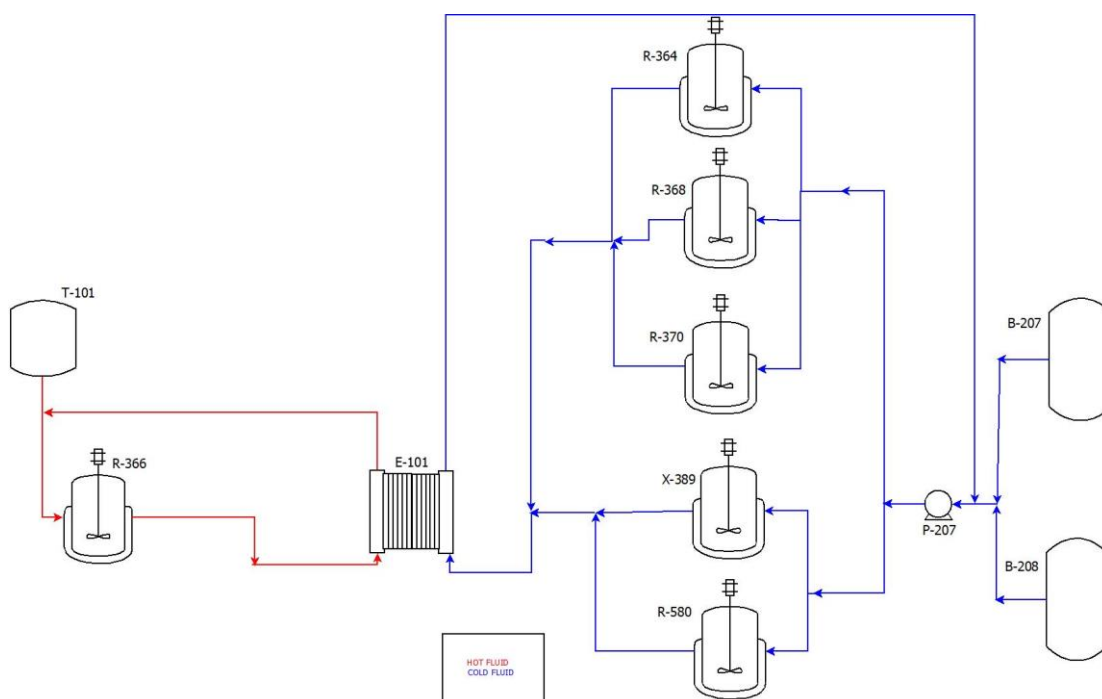 R-364
R-368
T-101
B-207
R-370
R-366
E-101
X-389
P-207
B-208
R-580
HOT FLUID
COLD FLUID